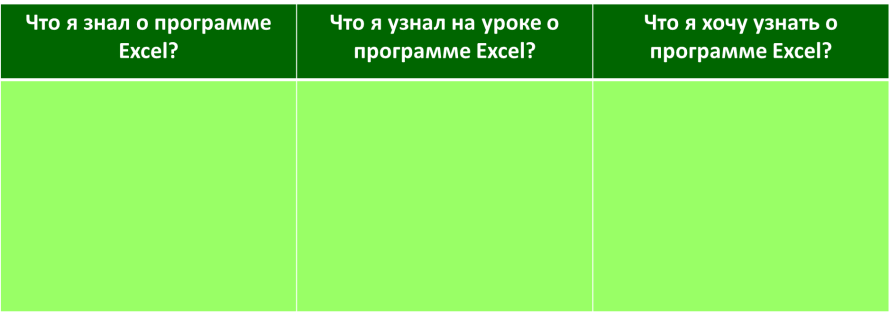 Что я знал о программе
Excel?
Что я узнал на уроке о
программе Excel?
Что я хочу узнать о
программе Excel?